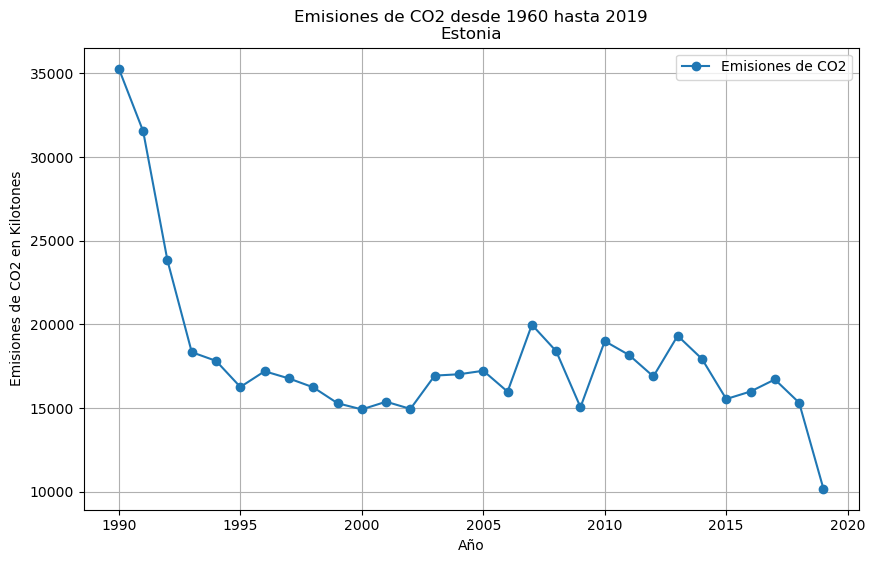 Emisiones de CO2 desde 1960 hasta 2019
Estonia
Emisiones de CO2
Emisiones de CO2 en Kilotones
35000
30000
25000
20000
15000
10000
1990
1995
2000
2005
2010
2015
2020
Año